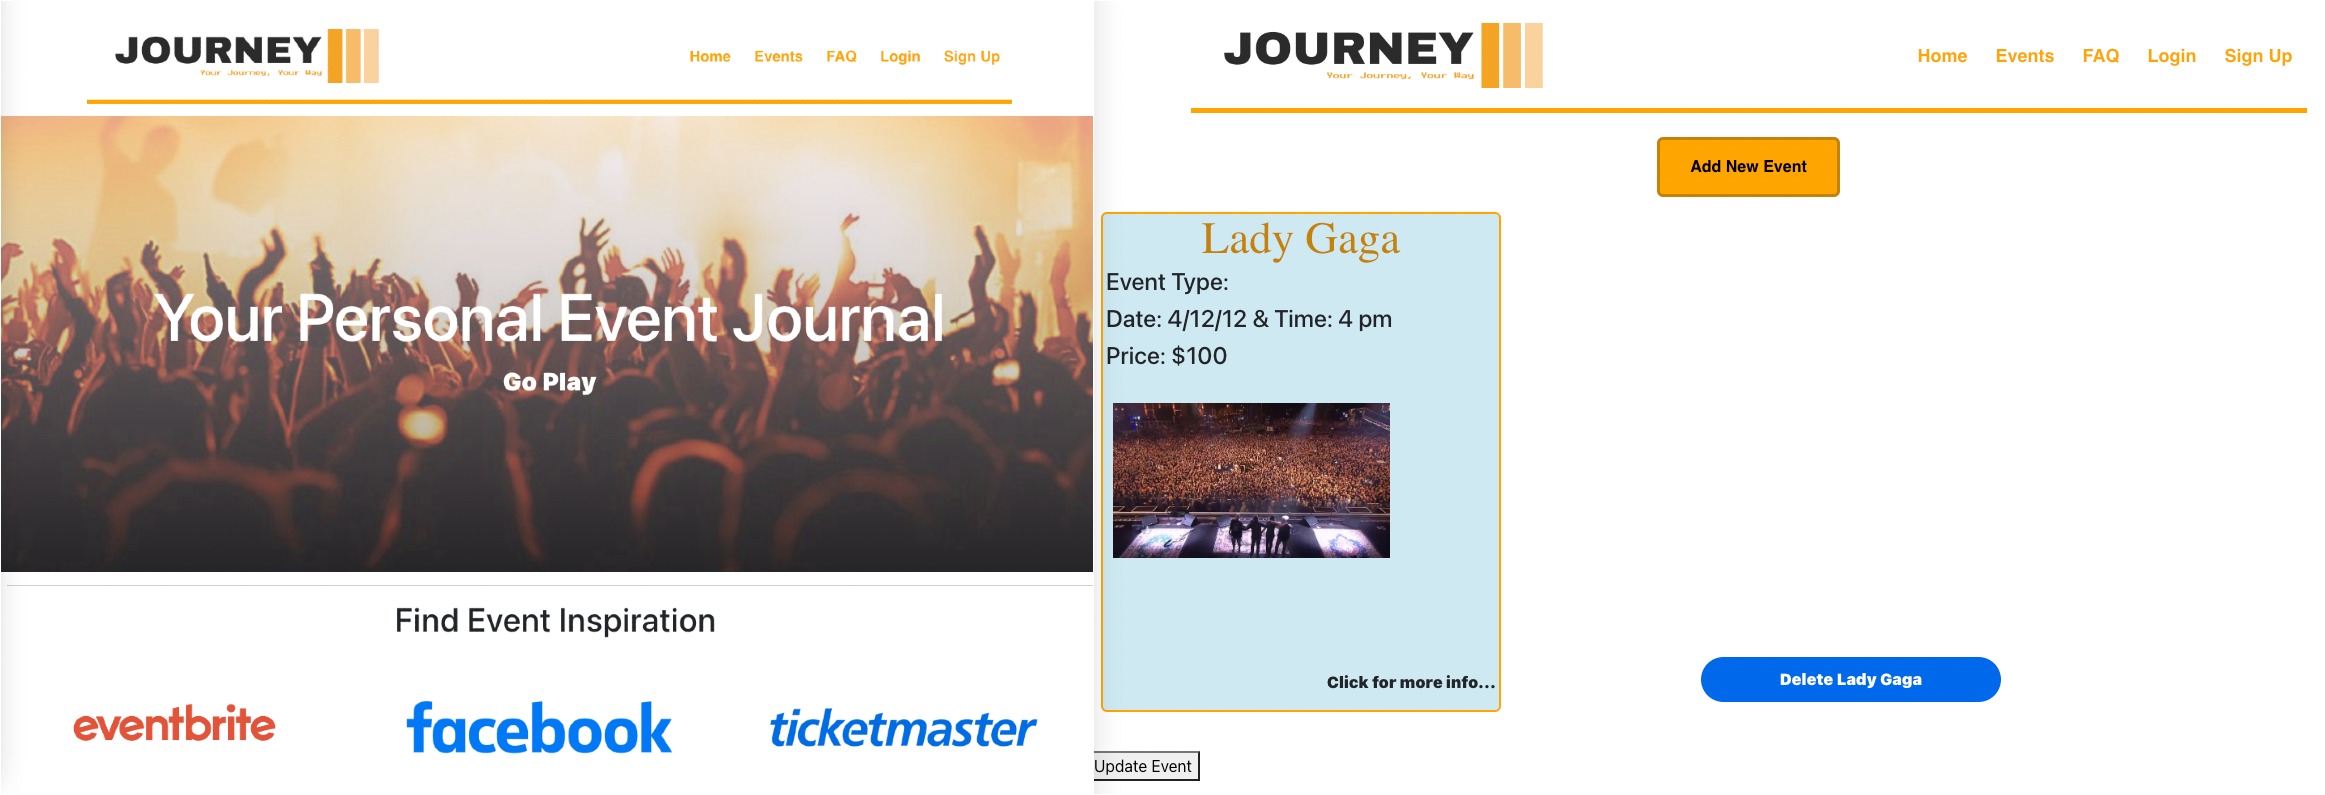 JOURNEY
Your Journey, Your Way
Home Events FAQ Login Sign Up
Your Personal Event Journal
Go Play
Find Event Inspiration
eventbrite facebook ticketmaster
JOURNEY
Your Journey, Your Way
Home Events FAQ Login Sign Up
Add New Event
Lady Gaga
Event Type:
Date: 4/12/12 & Time: 4 pm
Price: $100
Click for more info...
Delete Lady Gaga
Update Event